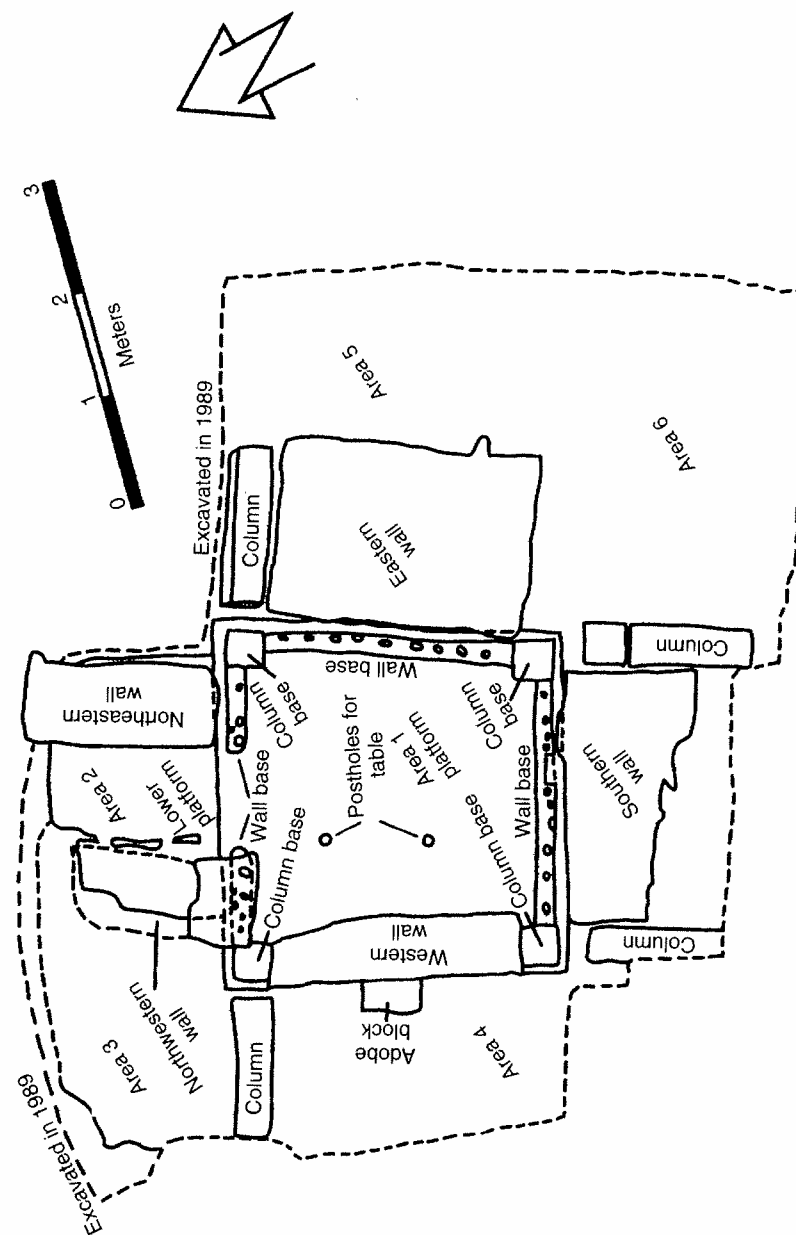 0
1
2
3
Meters
Excavated in 1989
Area 5
Area 6
Column
Eastern
wall
Northeastern
wall
Area 2
Lower
platform
Column
base
Wall base
Column
base
Area 1
platform
Postholes for
table
Wall base
Column base
Column base
Wall base
Column
Southern
wall
Column
Western
wall
Adobe
block
Area 4
Column
Northwestern
wall
Area 3
Excavated in 1989